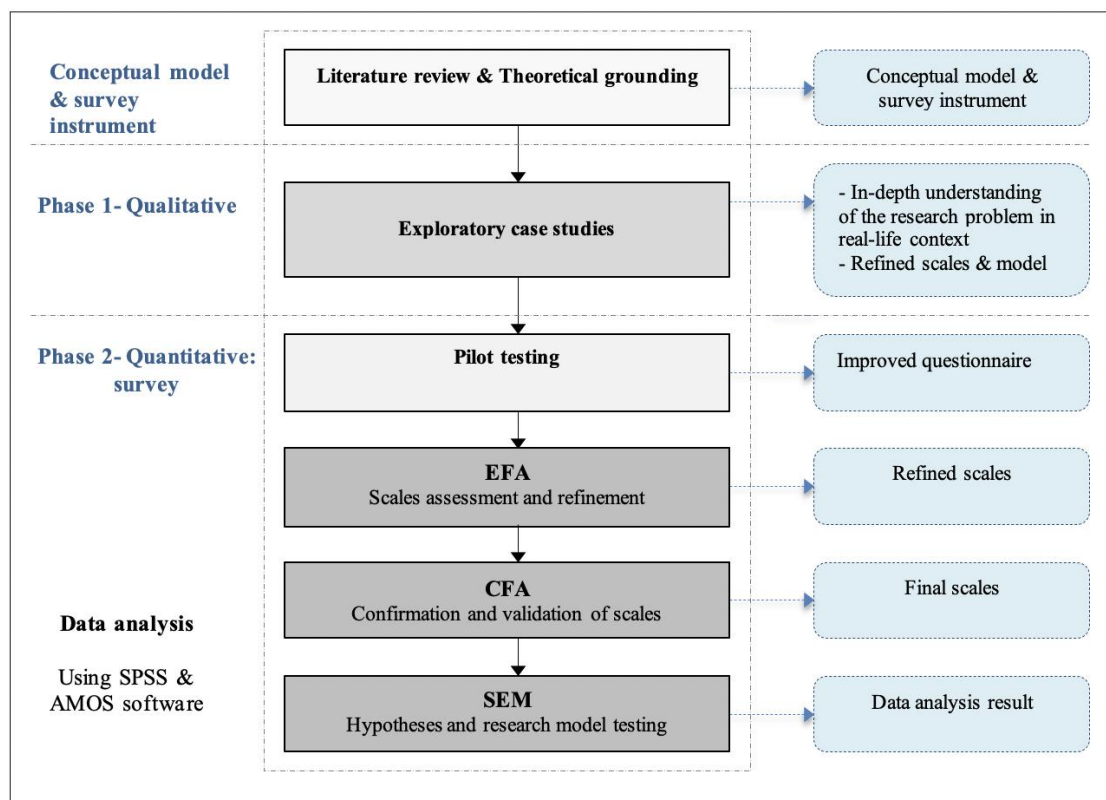 Conceptual model
& survey
instrument
Literature review & Theoretical grounding
Conceptual model &
survey instrument
Phase 1- Qualitative
Exploratory case studies
- In-depth understanding
of the research problem in
real-life context
- Refined scales & model
Phase 2- Quantitative:
survey
Pilot testing
Improved questionnaire
EFA
Scales assessment and refinement
Refined scales
CFA
Confirmation and validation of scales
Final scales
Data analysis
Using SPSS &
AMOS software
SEM
Hypotheses and research model testing
Data analysis result